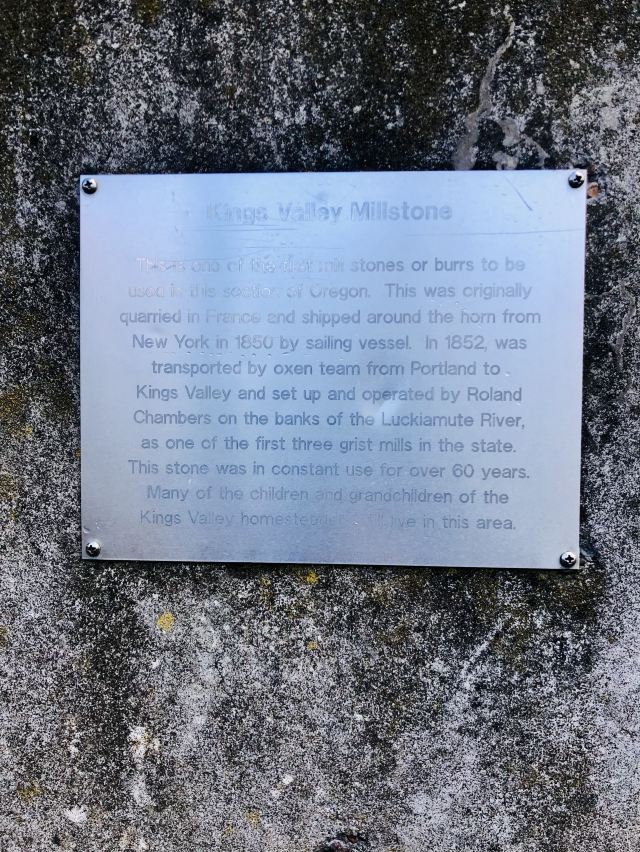 Kings Valley Millstone
This is one of the first mill stones or burrs to be
used in this section of Oregon. This was originally
quarried in France and shipped around the horn from
New York in 1850 by sailing vessel. In 1852, was
transported by oxen team from Portland to
Kings Valley and set up and operated by Roland
Chambers on the banks of the Luckiamute River,
as one of the first three grist mills in the state.
This stone was in constant use for over 60 years.
Many of the children and grandchildren of the
Kings Valley homesteaders still live in this area.